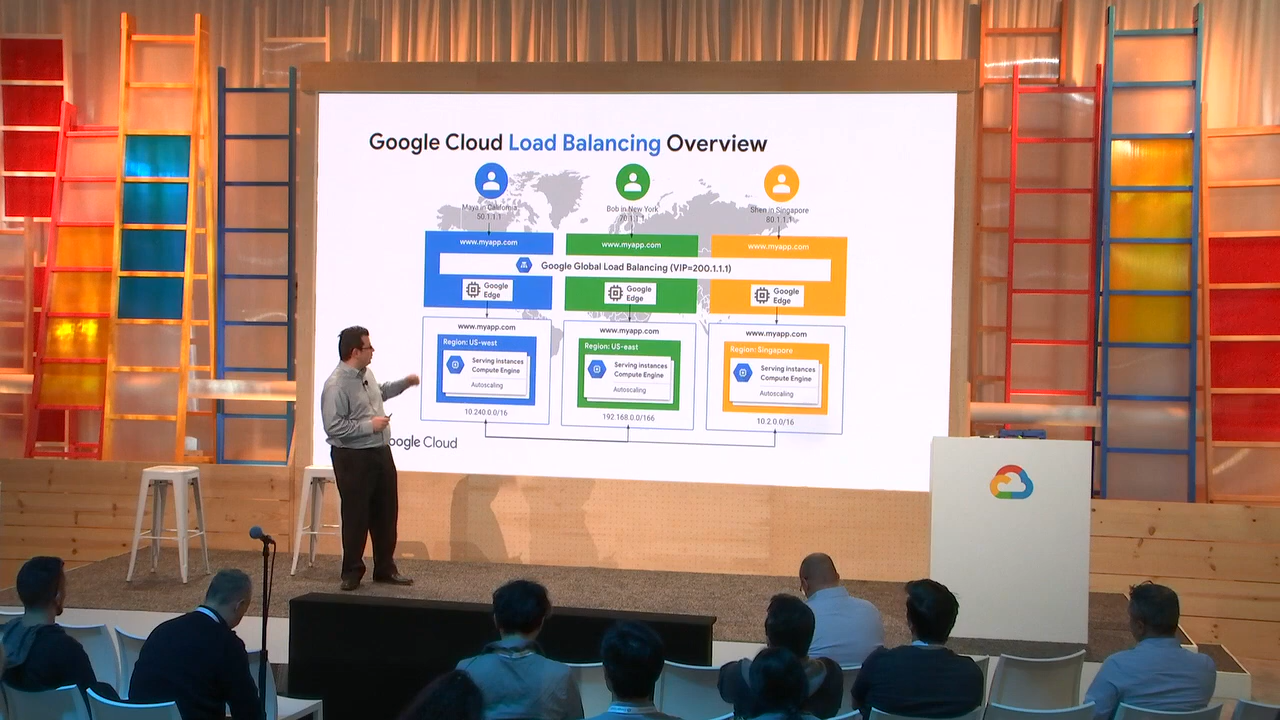 Google Cloud Load Balancing Overview
Maya in California
50.1.1.1
Bob in New York
70.1.1.1
Shen in Singapore
80.1.1.1
www.myapp.com
www.myapp.com
www.myapp.com
Google Global Load Balancing (VIP=200.1.1.1)
Google
Edge
Google
Edge
Google
Edge
www.myapp.com
www.myapp.com
www.myapp.com
Region: US-west
Serving instances
Compute Engine
Autoscaling
10.240.0.0/16
Region: US-east
Serving instances
Compute Engine
Autoscaling
192.168.0.0/166
Region: Singapore
Serving instances
Compute Engine
Autoscaling
10.2.0.0/16
oogle Cloud